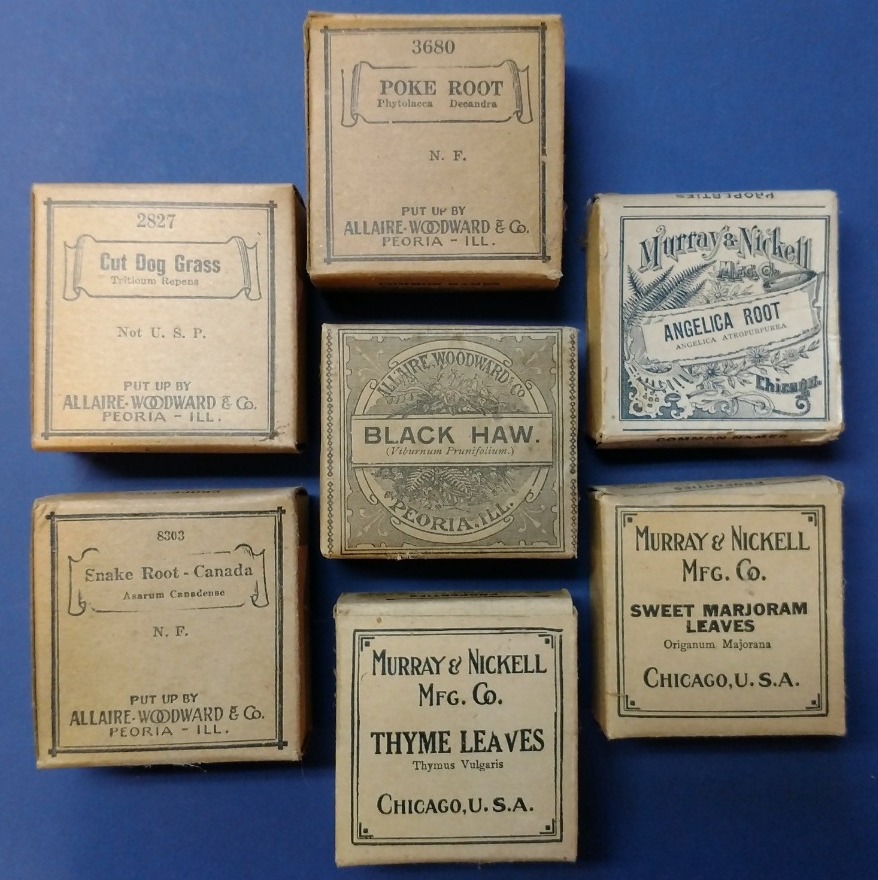 3680
POKE ROOT
Phytolacca Decandra
N. F.
PUT UP BY
ALLAIRE-WOODWARD & Co.
PEORIA - ILL.
2827
Cut Dog Grass
Triticum Repens
Not U. S. P.
PUT UP BY
ALLAIRE-WOODWARD & Co.
PEORIA - ILL.
PROPERTIES
Murray & Nickell
Mfg. Co.
ANGELICA ROOT
ANGELICA ATROPURPUREA
Chicago.
COMMON NAMES
ALLAIRE, WOODWARD & Co
BLACK HAW.
(Viburnum Prunifolium.)
PEORIA, ILL.
8303
Snake Root - Canada
Asarum Canadense
N. F.
PUT UP BY
ALLAIRE-WOODWARD & Co.
PEORIA - ILL.
MURRAY & NICKELL
MFG. CO.
THYME LEAVES
Thymus Vulgaris
CHICAGO, U. S. A.
PROPERTIES
MURRAY & NICKELL
MFG. CO.
SWEET MARJORAM
LEAVES
Origanum Majorana
CHICAGO, U. S. A.